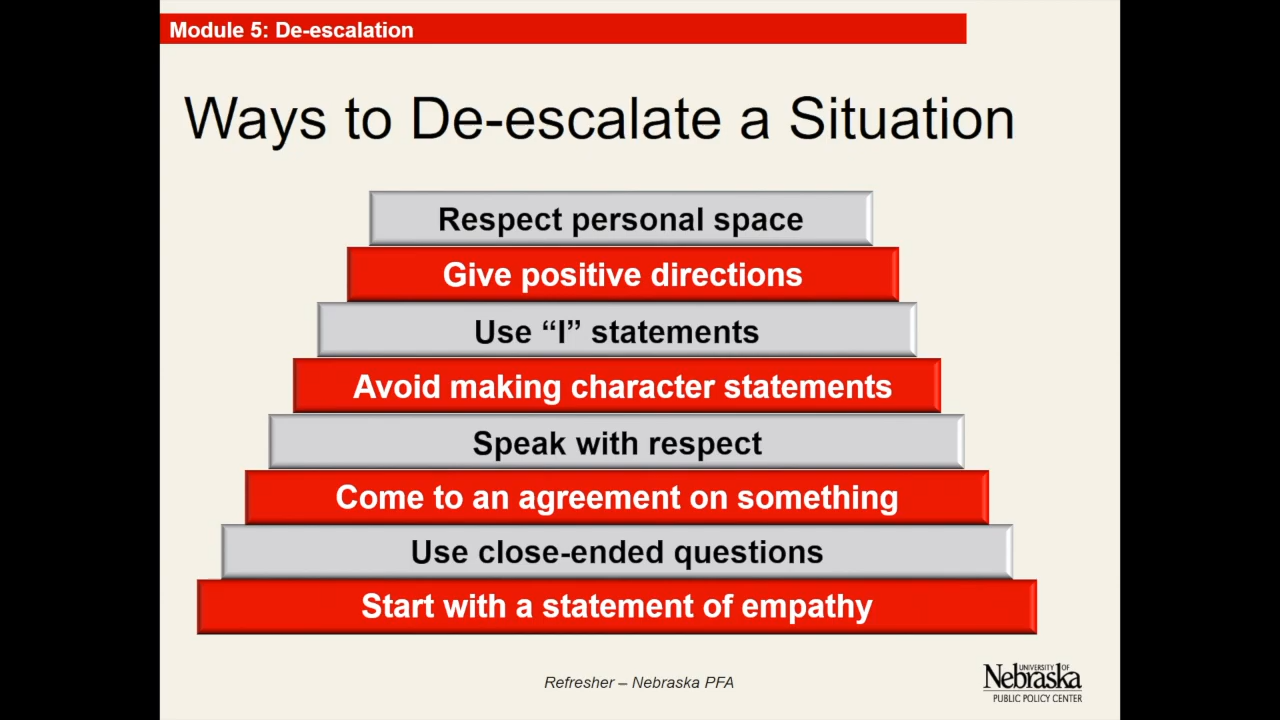 Module 5: De-escalation
Ways to De-escalate a Situation
Respect personal space
Give positive directions
Use “I” statements
Avoid making character statements
Speak with respect
Come to an agreement on something
Use close-ended questions
Start with a statement of empathy
Refresher – Nebraska PFA
UNIVERSITY OF
Nebraska
PUBLIC POLICY CENTER